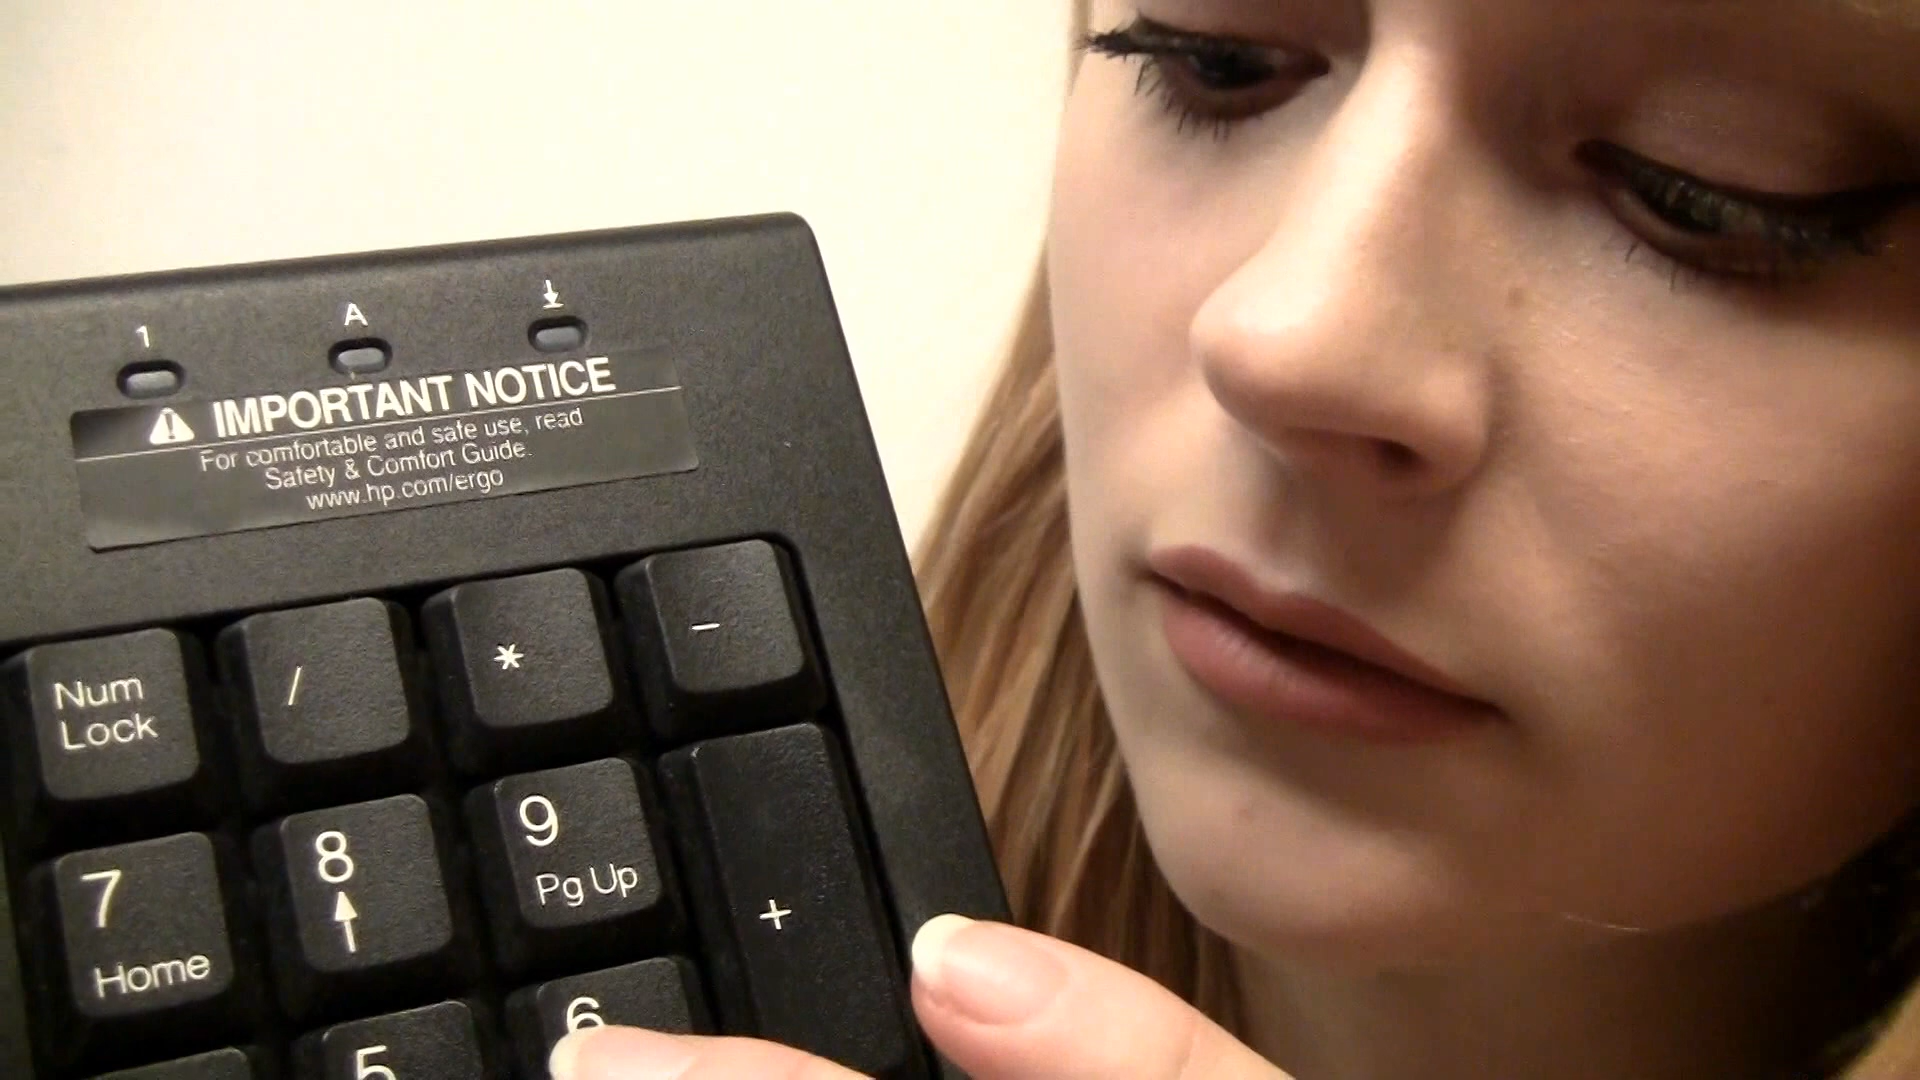 1 A
IMPORTANT NOTICE
For comfortable and safe use, read
Safety & Comfort Guide.
www.hp.com/ergo
Num
Lock
/ * -
7
Home
8
9
Pg Up
+
5
6